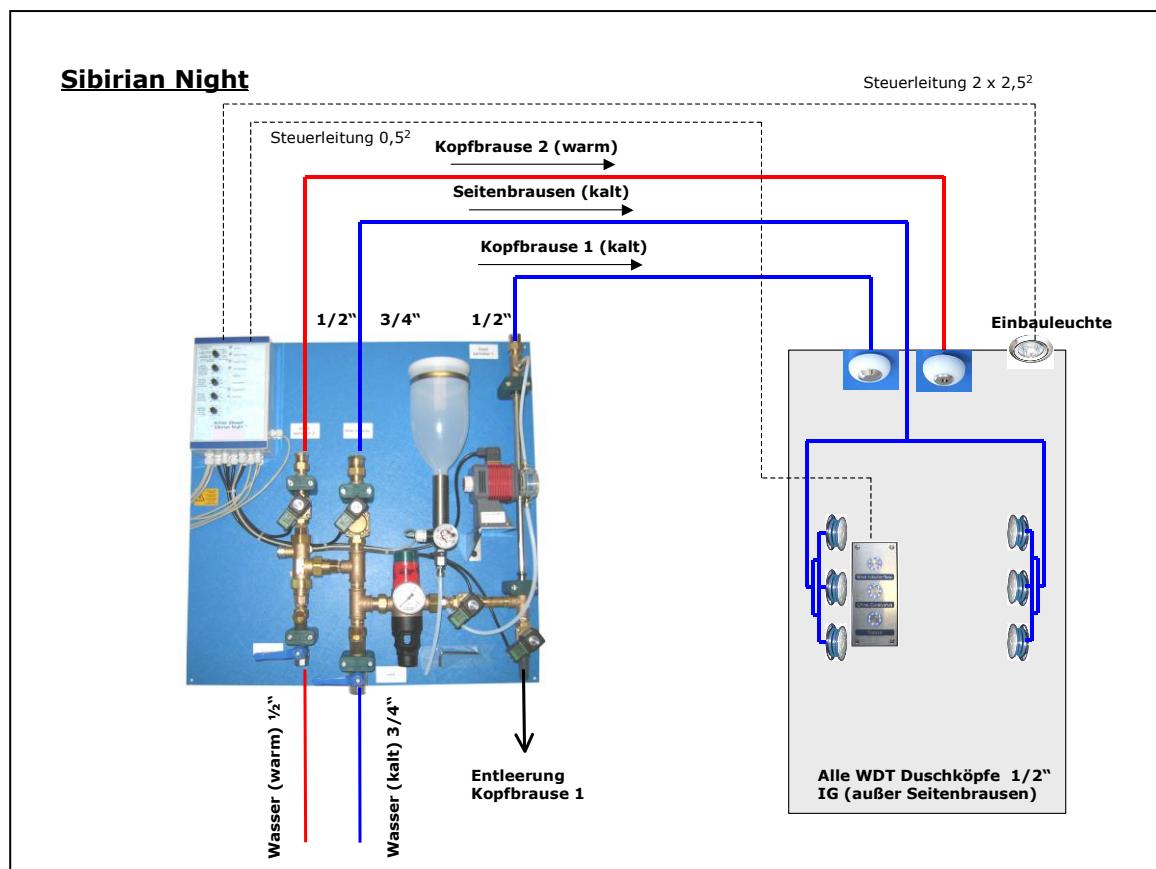 Sibirian Night
Steuerleitung 2 x 2,5²
Steuerleitung 0,5²
Kopfbrause 2 (warm)
Seitenbrausen (kalt)
Kopfbrause 1 (kalt)
1/2“
3/4“
1/2“
Einbauleuchte
Wasser (warm) ½“
Wasser (kalt) 3/4“
Entleerung
Kopfbrause 1
Alle WDT Duschköpfe 1/2“
IG (außer Seitenbrausen)